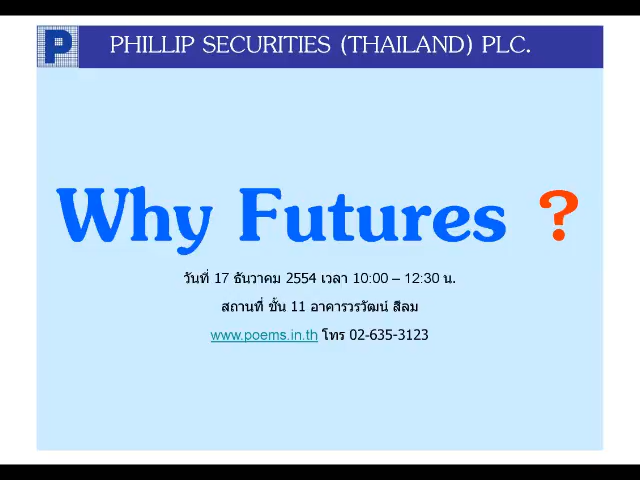 P
PHILLIP SECURITIES (THAILAND) PLC.
Why Futures ?
วันที่ 17 ธันวาคม 2554 เวลา 10:00 – 12:30 น.
สถานที่ ชั้น 11 อาคารวรวัฒน์ สีลม
www.poems.in.th โทร 02-635-3123